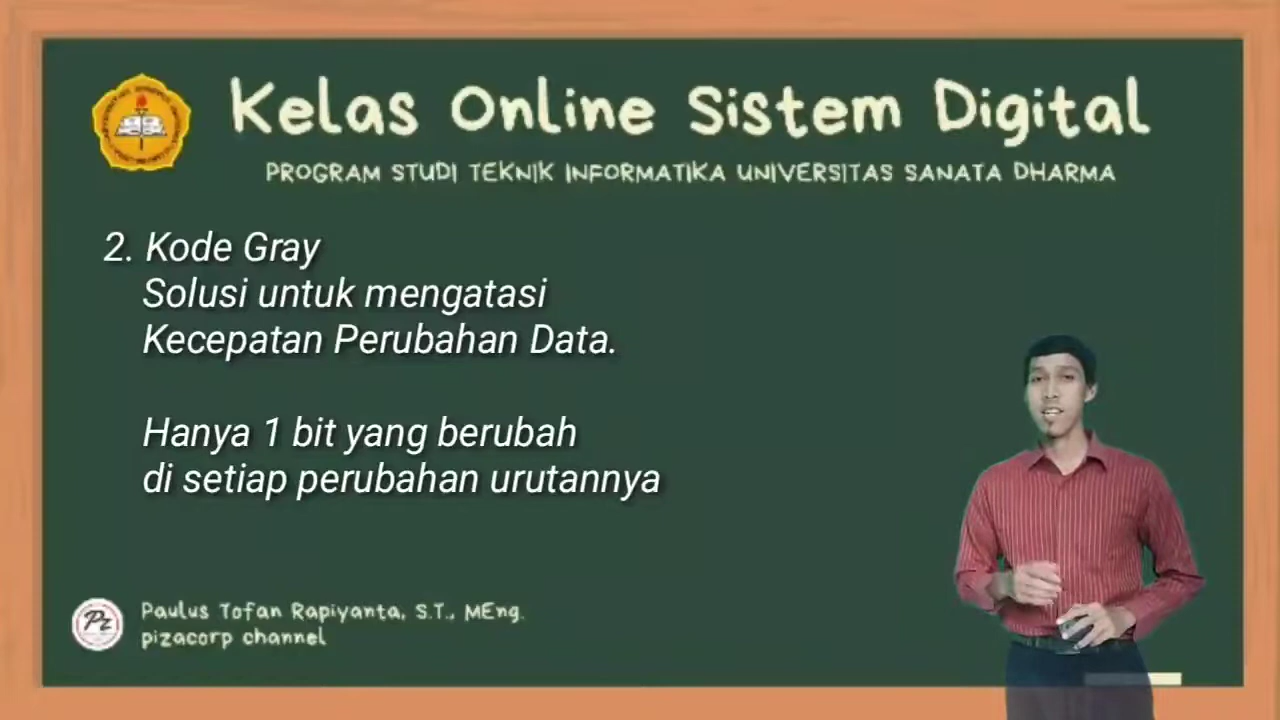 Kelas Online Sistem Digital
PROGRAM STUDI TEKNIK INFORMATIKA UNIVERSITAS SANATA DHARMA
2. Kode Gray
Solusi untuk mengatasi
Kecepatan Perubahan Data.
Hanya 1 bit yang berubah
di setiap perubahan urutannya
Pz
Paulus Tofan Rapiyanta, S.T., MEng.
pizacorp channel